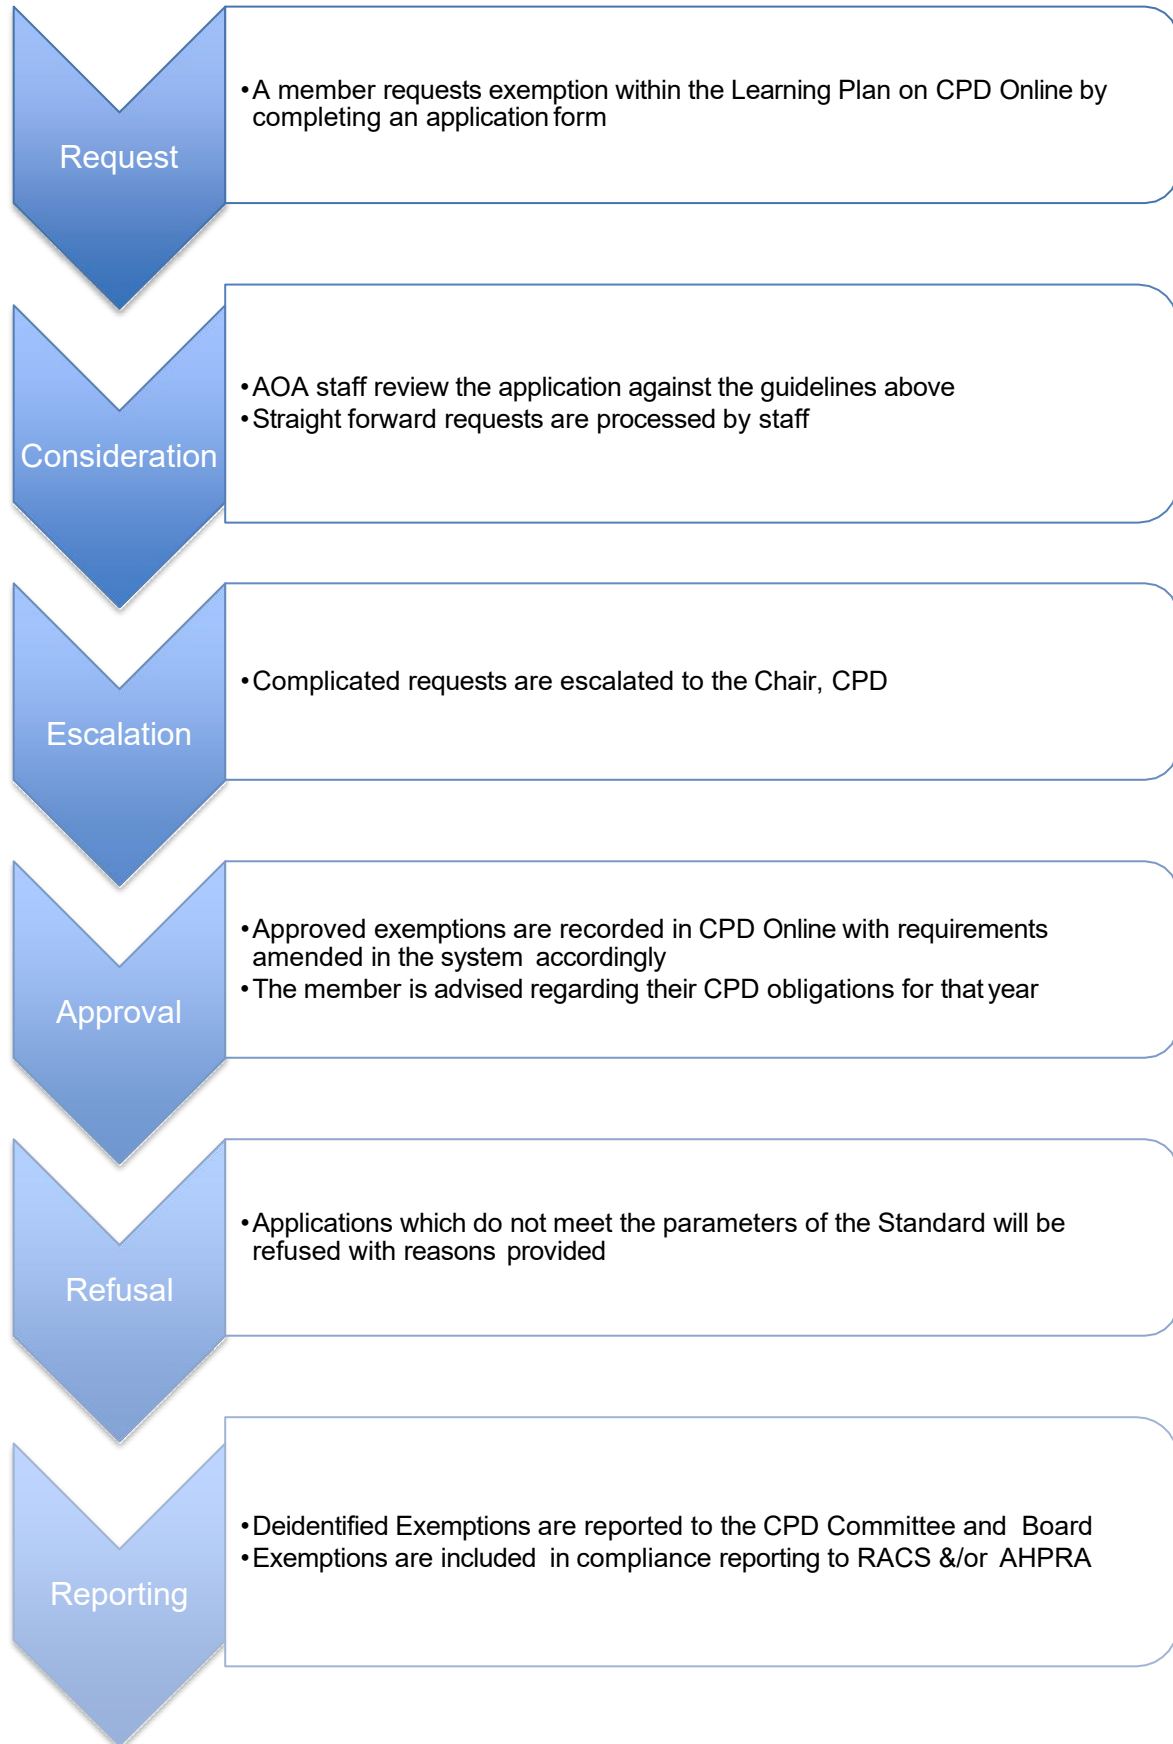 Request
•A member requests exemption within the Learning Plan on CPD Online by
completing an application form
Consideration
•AOA staff review the application against the guidelines above
•Straight forward requests are processed by staff
Escalation
•Complicated requests are escalated to the Chair, CPD
Approval
•Approved exemptions are recorded in CPD Online with requirements
amended in the system accordingly
•The member is advised regarding their CPD obligations for that year
Refusal
•Applications which do not meet the parameters of the Standard will be
refused with reasons provided
Reporting
•Deidentified Exemptions are reported to the CPD Committee and Board
•Exemptions are included in compliance reporting to RACS &/or AHPRA